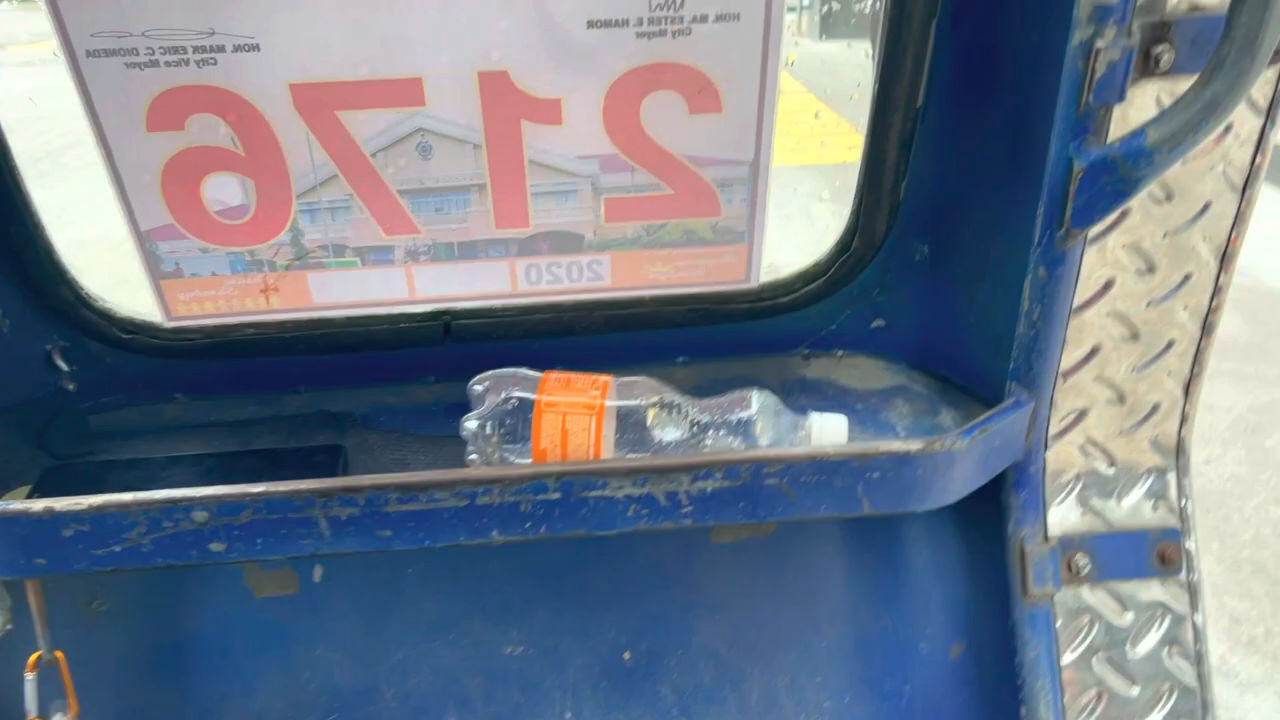 HON. MA. ESTER E. HAMOR
City Mayor
HON. MARK ERIC C. DIONEDA
City Vice Mayor
2176
2020